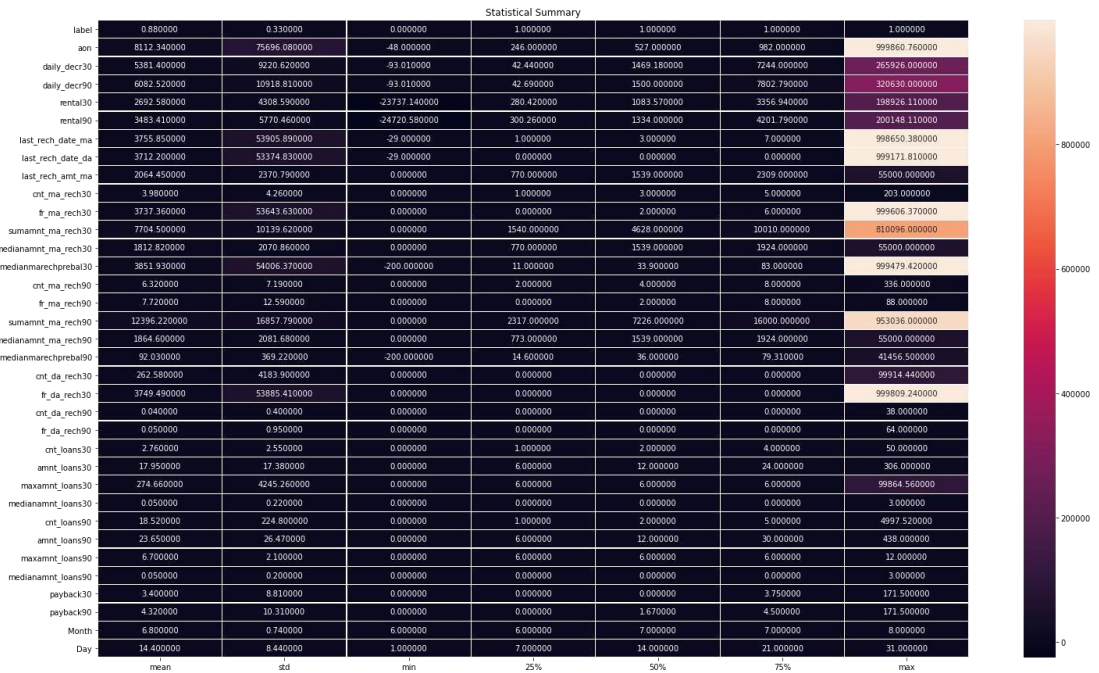 Statistical Summary
label 0.880000 0.330000 0.000000 1.000000 1.000000 1.000000 1.000000
aon 8112.340000 75696.080000 -48.000000 246.000000 527.000000 982.000000 999860.760000
daily_decr30 5381.400000 9220.620000 -93.010000 42.440000 1469.180000 7244.000000 265926.000000
daily_decr90 6082.520000 10918.810000 -93.010000 42.690000 1500.000000 7802.790000 320630.000000
rental30 2692.580000 4308.590000 -23737.140000 280.420000 1083.570000 3356.940000 198926.110000
rental90 3483.410000 5770.460000 -24720.580000 300.260000 1334.000000 4201.790000 200148.110000
last_rech_date_ma 3755.850000 53905.890000 -29.000000 1.000000 3.000000 7.000000 998650.380000
last_rech_date_da 3712.200000 53374.830000 -29.000000 0.000000 0.000000 0.000000 999171.810000
last_rech_amt_ma 2064.450000 2370.790000 0.000000 770.000000 1539.000000 2309.000000 55000.000000
cnt_ma_rech30 3.980000 4.260000 0.000000 1.000000 3.000000 5.000000 203.000000
fr_ma_rech30 3737.360000 53643.630000 0.000000 0.000000 2.000000 6.000000 999606.370000
sumamnt_ma_rech30 7704.500000 10139.620000 0.000000 1540.000000 4628.000000 10010.000000 810096.000000
medianamnt_ma_rech30 1812.820000 2070.860000 0.000000 770.000000 1539.000000 1924.000000 55000.000000
medianmarechprebal30 3851.930000 54006.370000 -200.000000 11.000000 33.900000 83.000000 999479.420000
cnt_ma_rech90 6.320000 7.190000 0.000000 2.000000 4.000000 8.000000 336.000000
fr_ma_rech90 7.720000 12.590000 0.000000 0.000000 2.000000 8.000000 88.000000
sumamnt_ma_rech90 12396.220000 16857.790000 0.000000 2317.000000 7226.000000 16000.000000 953036.000000
medianamnt_ma_rech90 1864.600000 2081.680000 0.000000 773.000000 1539.000000 1924.000000 55000.000000
medianmarechprebal90 92.030000 369.220000 -200.000000 14.600000 36.000000 79.310000 41456.500000
cnt_da_rech30 262.580000 4183.900000 0.000000 0.000000 0.000000 0.000000 99914.440000
fr_da_rech30 3749.490000 53885.410000 0.000000 0.000000 0.000000 0.000000 999809.240000
cnt_da_rech90 0.040000 0.400000 0.000000 0.000000 0.000000 0.000000 38.000000
fr_da_rech90 0.050000 0.950000 0.000000 0.000000 0.000000 0.000000 64.000000
cnt_loans30 2.760000 2.550000 0.000000 1.000000 2.000000 4.000000 50.000000
amnt_loans30 17.950000 17.380000 0.000000 6.000000 12.000000 24.000000 306.000000
maxamnt_loans30 274.660000 4245.260000 0.000000 6.000000 6.000000 6.000000 99864.560000
medianamnt_loans30 0.050000 0.220000 0.000000 0.000000 0.000000 0.000000 3.000000
cnt_loans90 18.520000 224.800000 0.000000 1.000000 2.000000 5.000000 4997.520000
amnt_loans90 23.650000 26.470000 0.000000 6.000000 12.000000 30.000000 438.000000
maxamnt_loans90 6.700000 2.100000 0.000000 6.000000 6.000000 6.000000 12.000000
medianamnt_loans90 0.050000 0.200000 0.000000 0.000000 0.000000 0.000000 3.000000
payback30 3.400000 8.810000 0.000000 0.000000 0.000000 3.750000 171.500000
payback90 4.320000 10.310000 0.000000 0.000000 1.670000 4.500000 171.500000
Month 6.800000 0.740000 6.000000 6.000000 7.000000 7.000000 8.000000
Day 14.400000 8.440000 1.000000 7.000000 14.000000 21.000000 31.000000
mean std min 25% 50% 75% max
800000
600000
400000
200000
0